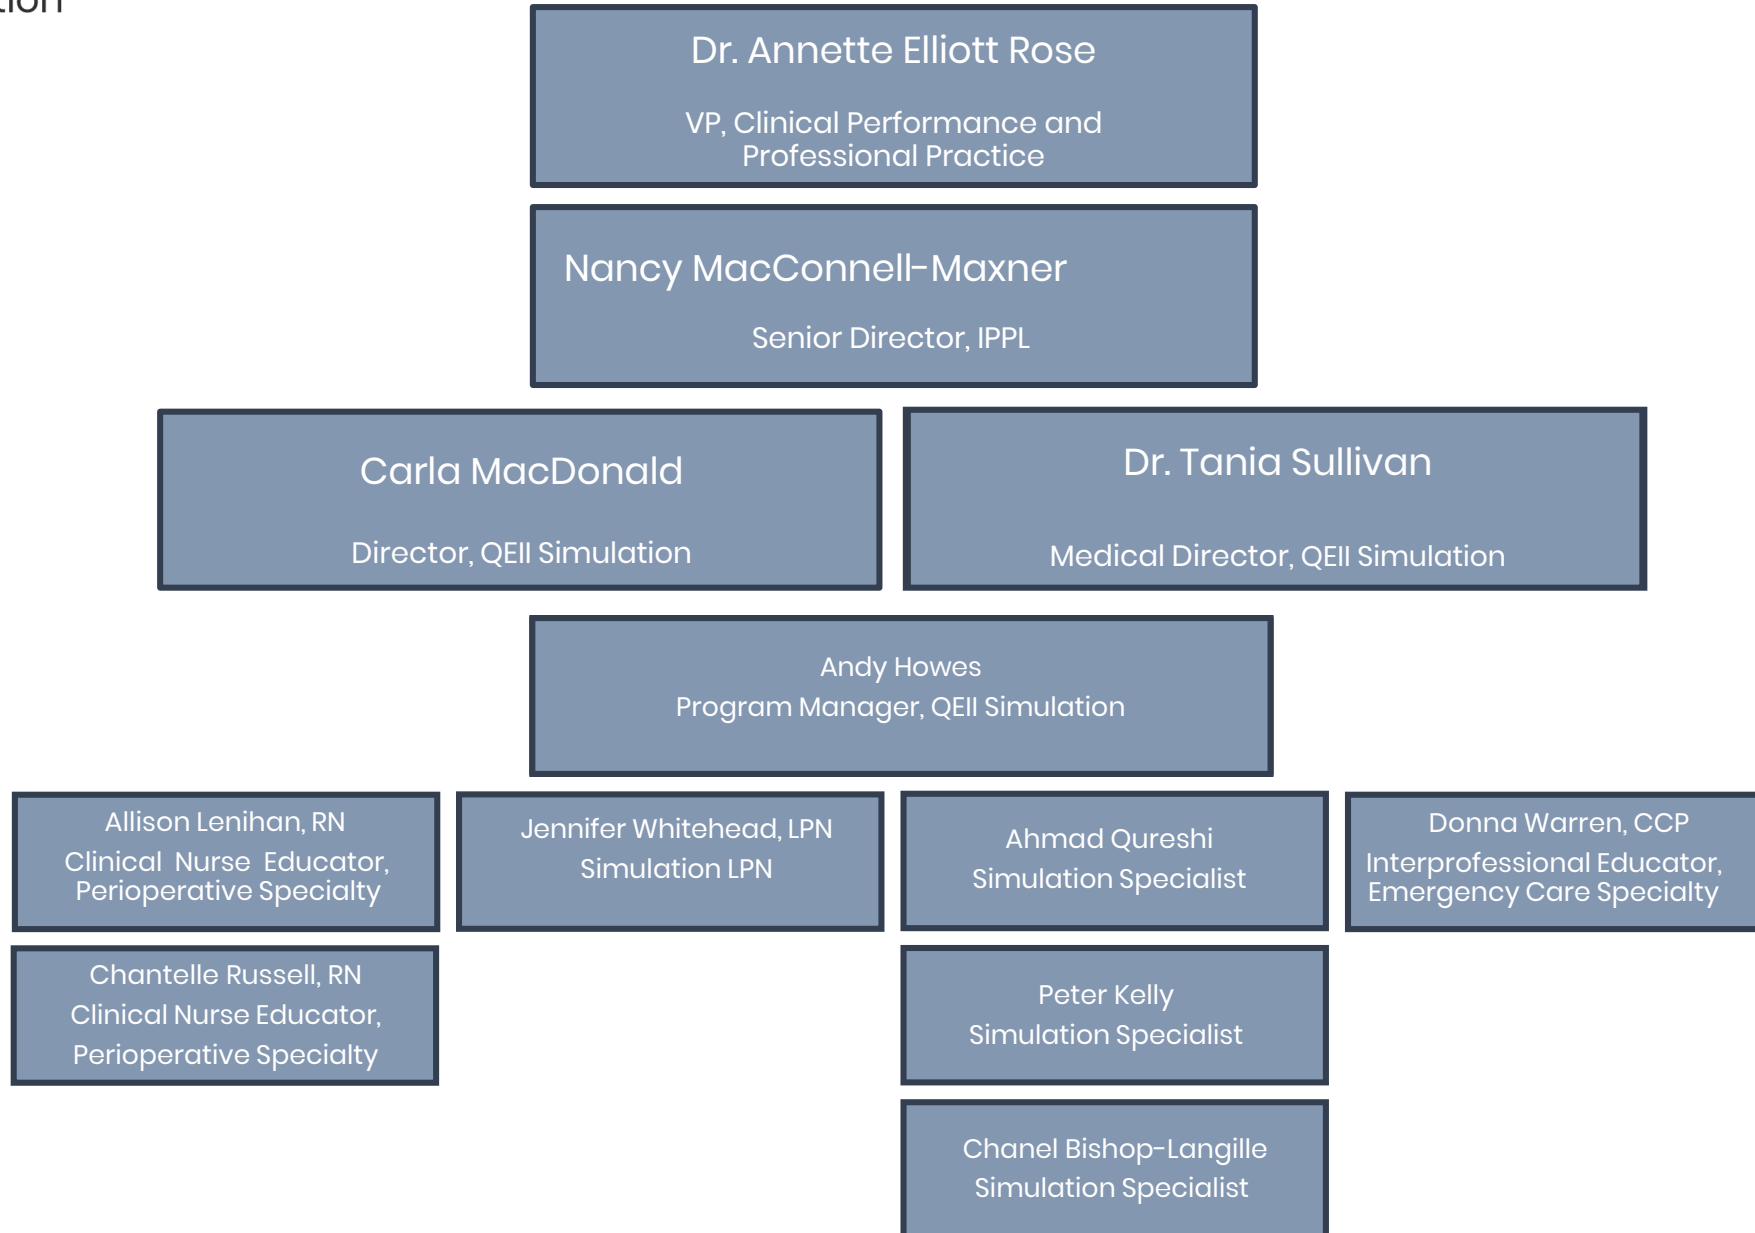 Dr. Annette Elliott Rose
VP, Clinical Performance and
Professional Practice
Nancy MacConnell-Maxner
Senior Director, IPPL
Carla MacDonald
Director, QEII Simulation
Dr. Tania Sullivan
Medical Director, QEII Simulation
Andy Howes
Program Manager, QEII Simulation
Allison Lenihan, RN
Clinical Nurse Educator,
Perioperative Specialty
Jennifer Whitehead, LPN
Simulation LPN
Ahmad Qureshi
Simulation Specialist
Donna Warren, CCP
Interprofessional Educator,
Emergency Care Specialty
Chantelle Russell, RN
Clinical Nurse Educator,
Perioperative Specialty
Peter Kelly
Simulation Specialist
Chanel Bishop-Langille
Simulation Specialist